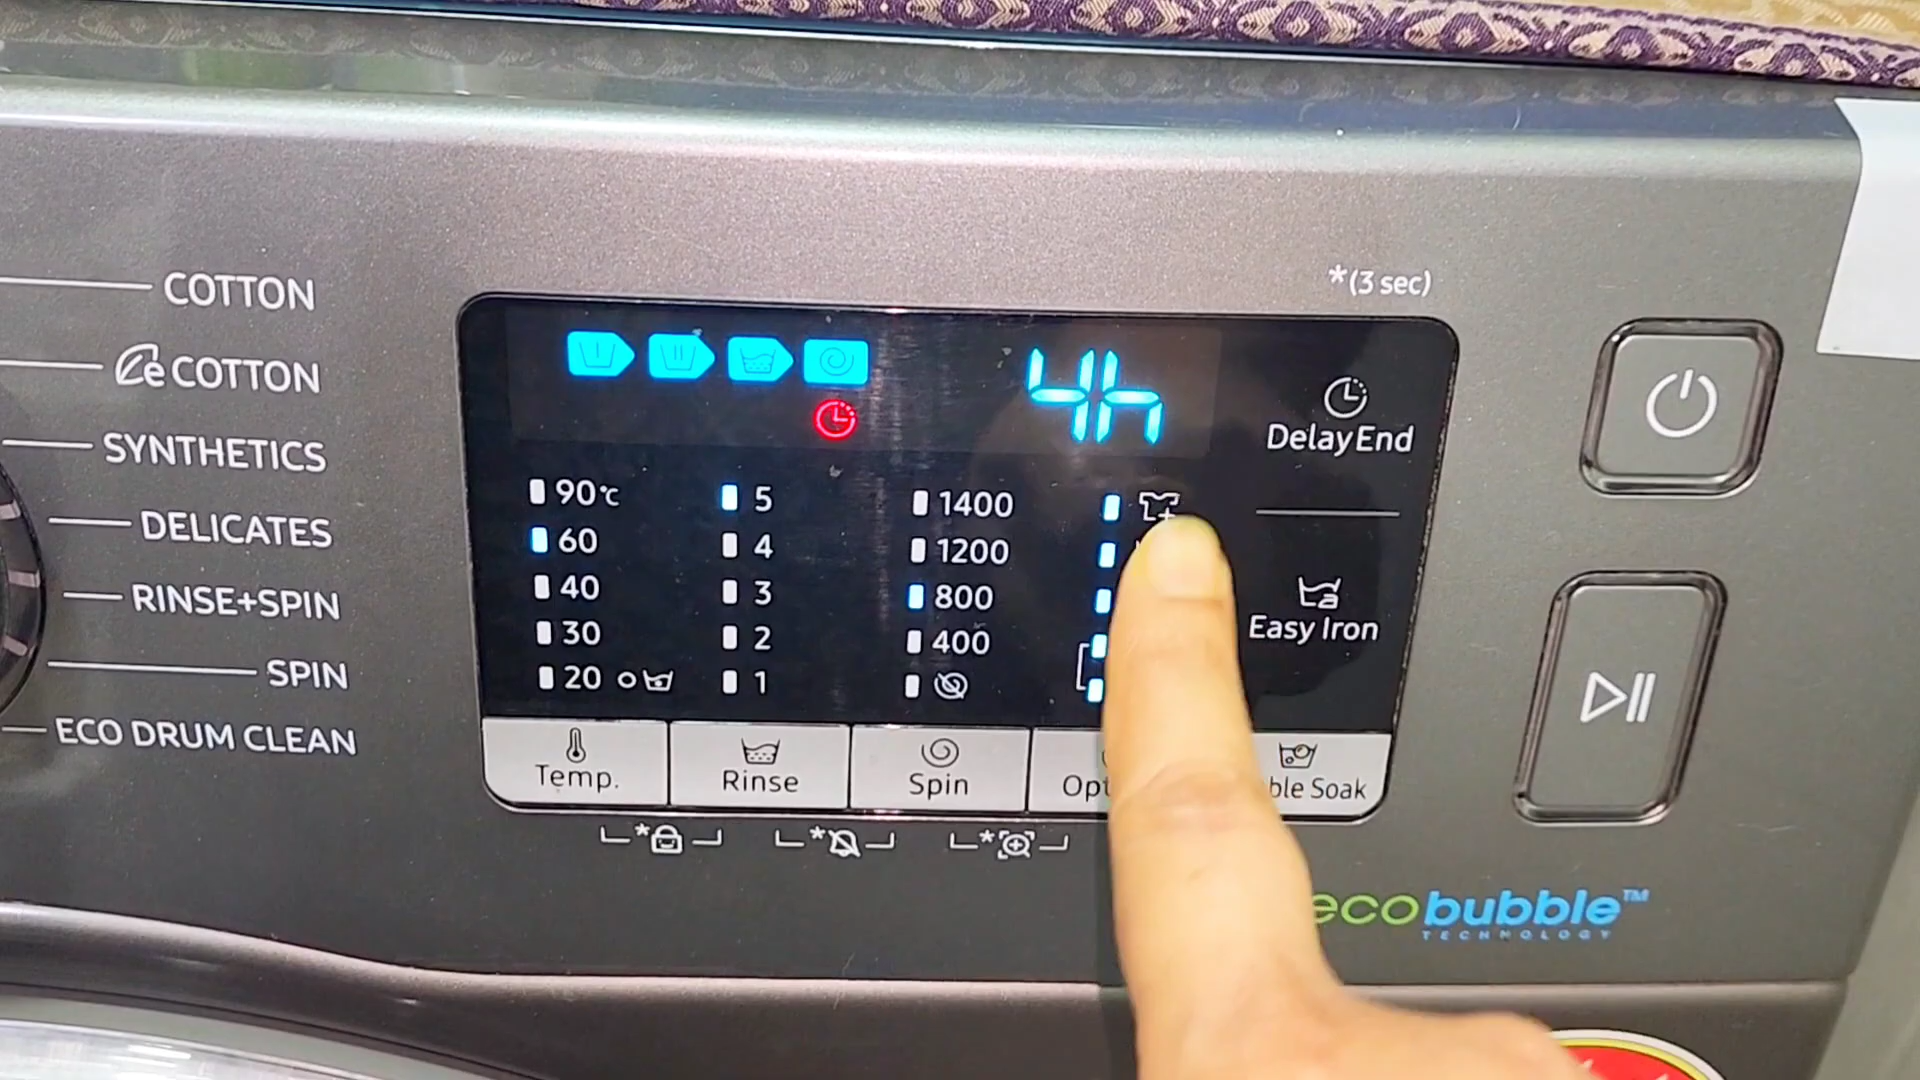 COTTON
e COTTON
SYNTHETICS
DELICATES
RINSE+SPIN
SPIN
ECO DRUM CLEAN
*(3 sec)
4h
Delay End
90℃
60
40
30
20
5
4
3
2
1
1400
1200
800
400
Easy Iron
Temp.
Rinse
Spin
Opt
ble Soak
*
*
*
ecobubble™
TECHNOLOGY